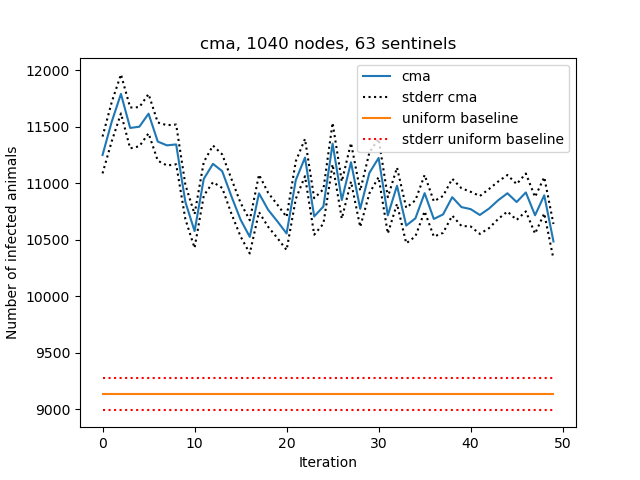 cma, 1040 nodes, 63 sentinels
12000
11500
11000
10500
10000
9500
9000
Number of infected animals
cma
stderr cma
uniform baseline
stderr uniform baseline
0
10
20
30
40
50
Iteration